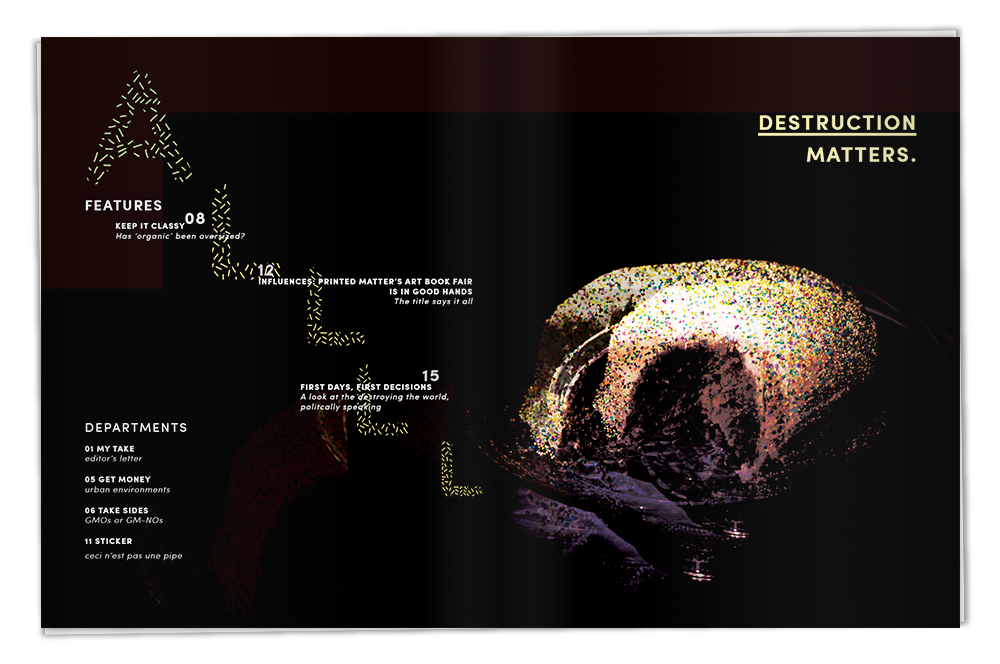 A
L
L
L
L
DESTRUCTION
MATTERS.
FEATURES
08
KEEP IT CLASSY
Has 'organic' been oversized?
12
INFLUENCES: PRINTED MATTER'S ART BOOK FAIR
IS IN GOOD HANDS
The title says it all
15
FIRST DAYS, FIRST DECISIONS
A look at the destroying the world,
politcally speaking
DEPARTMENTS
01 MY TAKE
editor's letter
05 GET MONEY
urban environments
06 TAKE SIDES
GMOs or GM-NOs
11 STICKER
ceci n'est pas une pipe